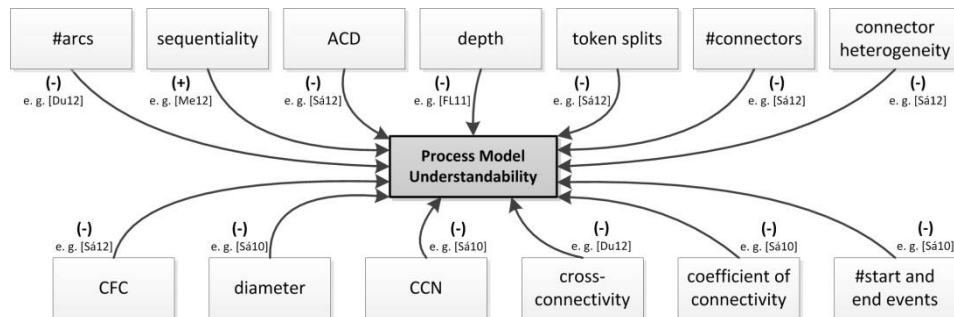 #arcs
sequentiality
ACD
depth
token splits
#connectors
connector
heterogeneity
(-)
e. g. [Du12]
(+)
e. g. [Me12]
(-)
e. g. [Sá12]
(-)
e. g. [FL11]
(-)
e. g. [Sá12]
(-)
e. g. [Sá12]
(-)
e. g. [Sá12]
Process Model
Understandability
(-)
e. g. [Sá12]
(-)
e. g. [Sá10]
(-)
e. g. [Sá10]
(-)
e. g. [Du12]
(-)
e. g. [Sá10]
(-)
e. g. [Sá10]
CFC
diameter
CCN
cross-
connectivity
coefficient of
connectivity
#start and
end events